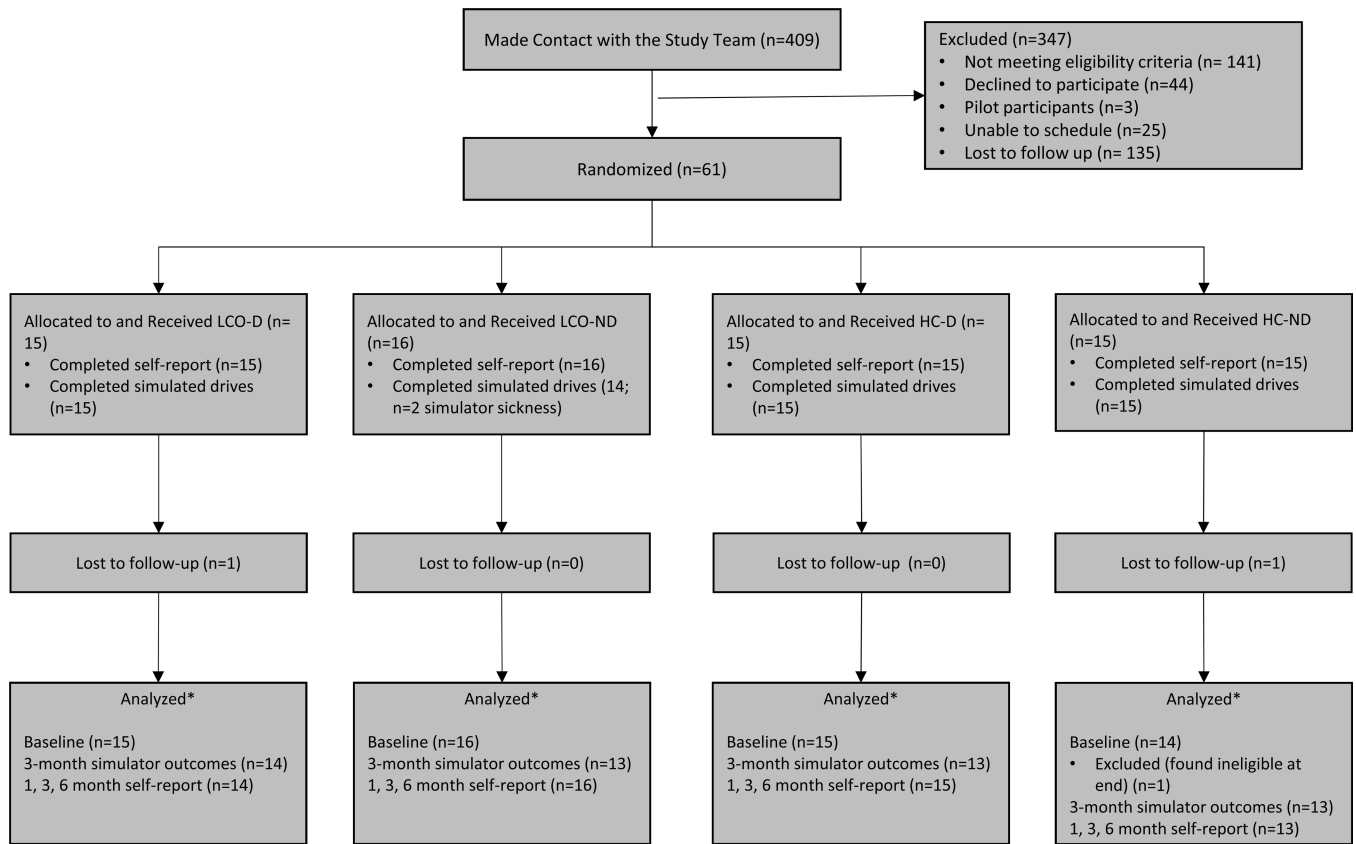 Made Contact with the Study Team (n=409)
Excluded (n=347)
• Not meeting eligibility criteria (n= 141)
• Declined to participate (n=44)
• Pilot participants (n=3)
• Unable to schedule (n=25)
• Lost to follow up (n= 135)
Randomized (n=61)
Allocated to and Received LCO-D (n=
15)
• Completed self-report (n=15)
• Completed simulated drives
(n=15)
Allocated to and Received LCO-ND
(n=16)
• Completed self-report (n=16)
• Completed simulated drives (14;
n=2 simulator sickness)
Allocated to and Received HC-D (n=
15)
• Completed self-report (n=15)
• Completed simulated drives
(n=15)
Allocated to and Received HC-ND
(n=15)
• Completed self-report (n=15)
• Completed simulated drives
(n=15)
Lost to follow-up (n=1)
Lost to follow-up (n=0)
Lost to follow-up (n=0)
Lost to follow-up (n=1)
Analyzed*
Baseline (n=15)
3-month simulator outcomes (n=14)
1, 3, 6 month self-report (n=14)
Analyzed*
Baseline (n=16)
3-month simulator outcomes (n=13)
1, 3, 6 month self-report (n=16)
Analyzed*
Baseline (n=15)
3-month simulator outcomes (n=13)
1, 3, 6 month self-report (n=15)
Analyzed*
Baseline (n=14)
• Excluded (found ineligible at
end) (n=1)
3-month simulator outcomes (n=13)
1, 3, 6 month self-report (n=13)